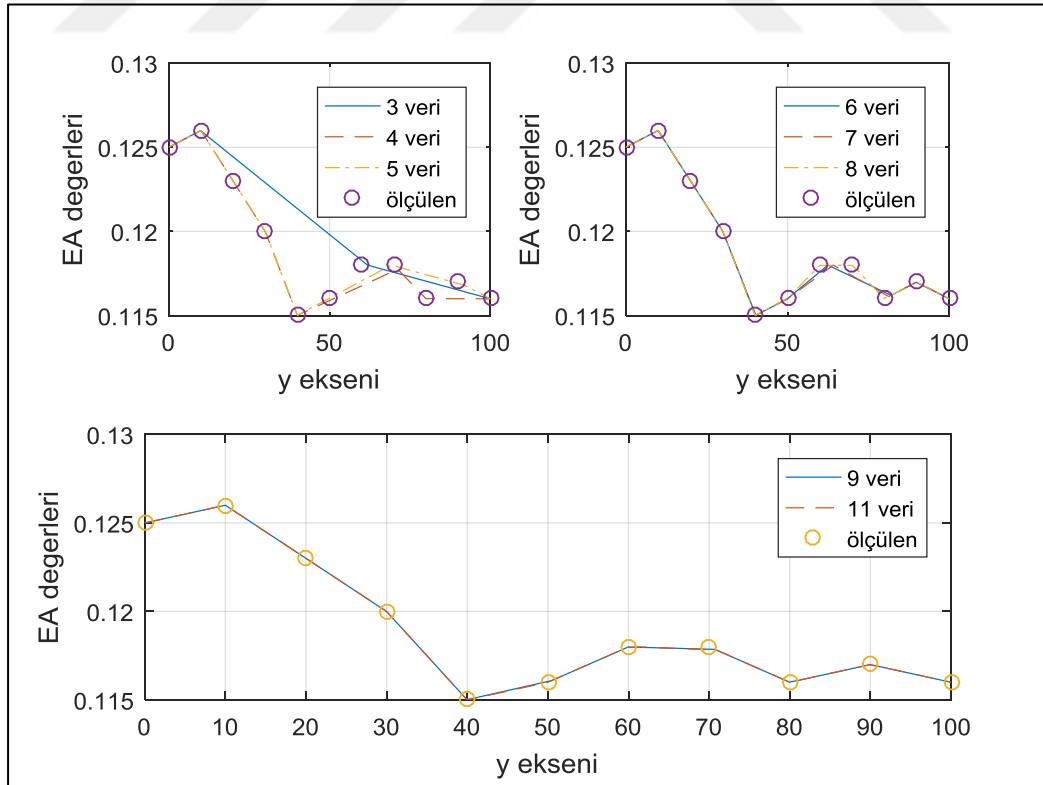 0.13
0.125
0.12
0.115
EA degerleri
3 veri
4 veri
5 veri
ölçülen
0
50
100
y ekseni
0.13
0.125
0.12
0.115
EA degerleri
6 veri
7 veri
8 veri
ölçülen
0
50
100
y ekseni
0.13
0.125
0.12
0.115
EA degerleri
9 veri
11 veri
ölçülen
0 10 20 30 40 50 60 70 80 90 100
y ekseni